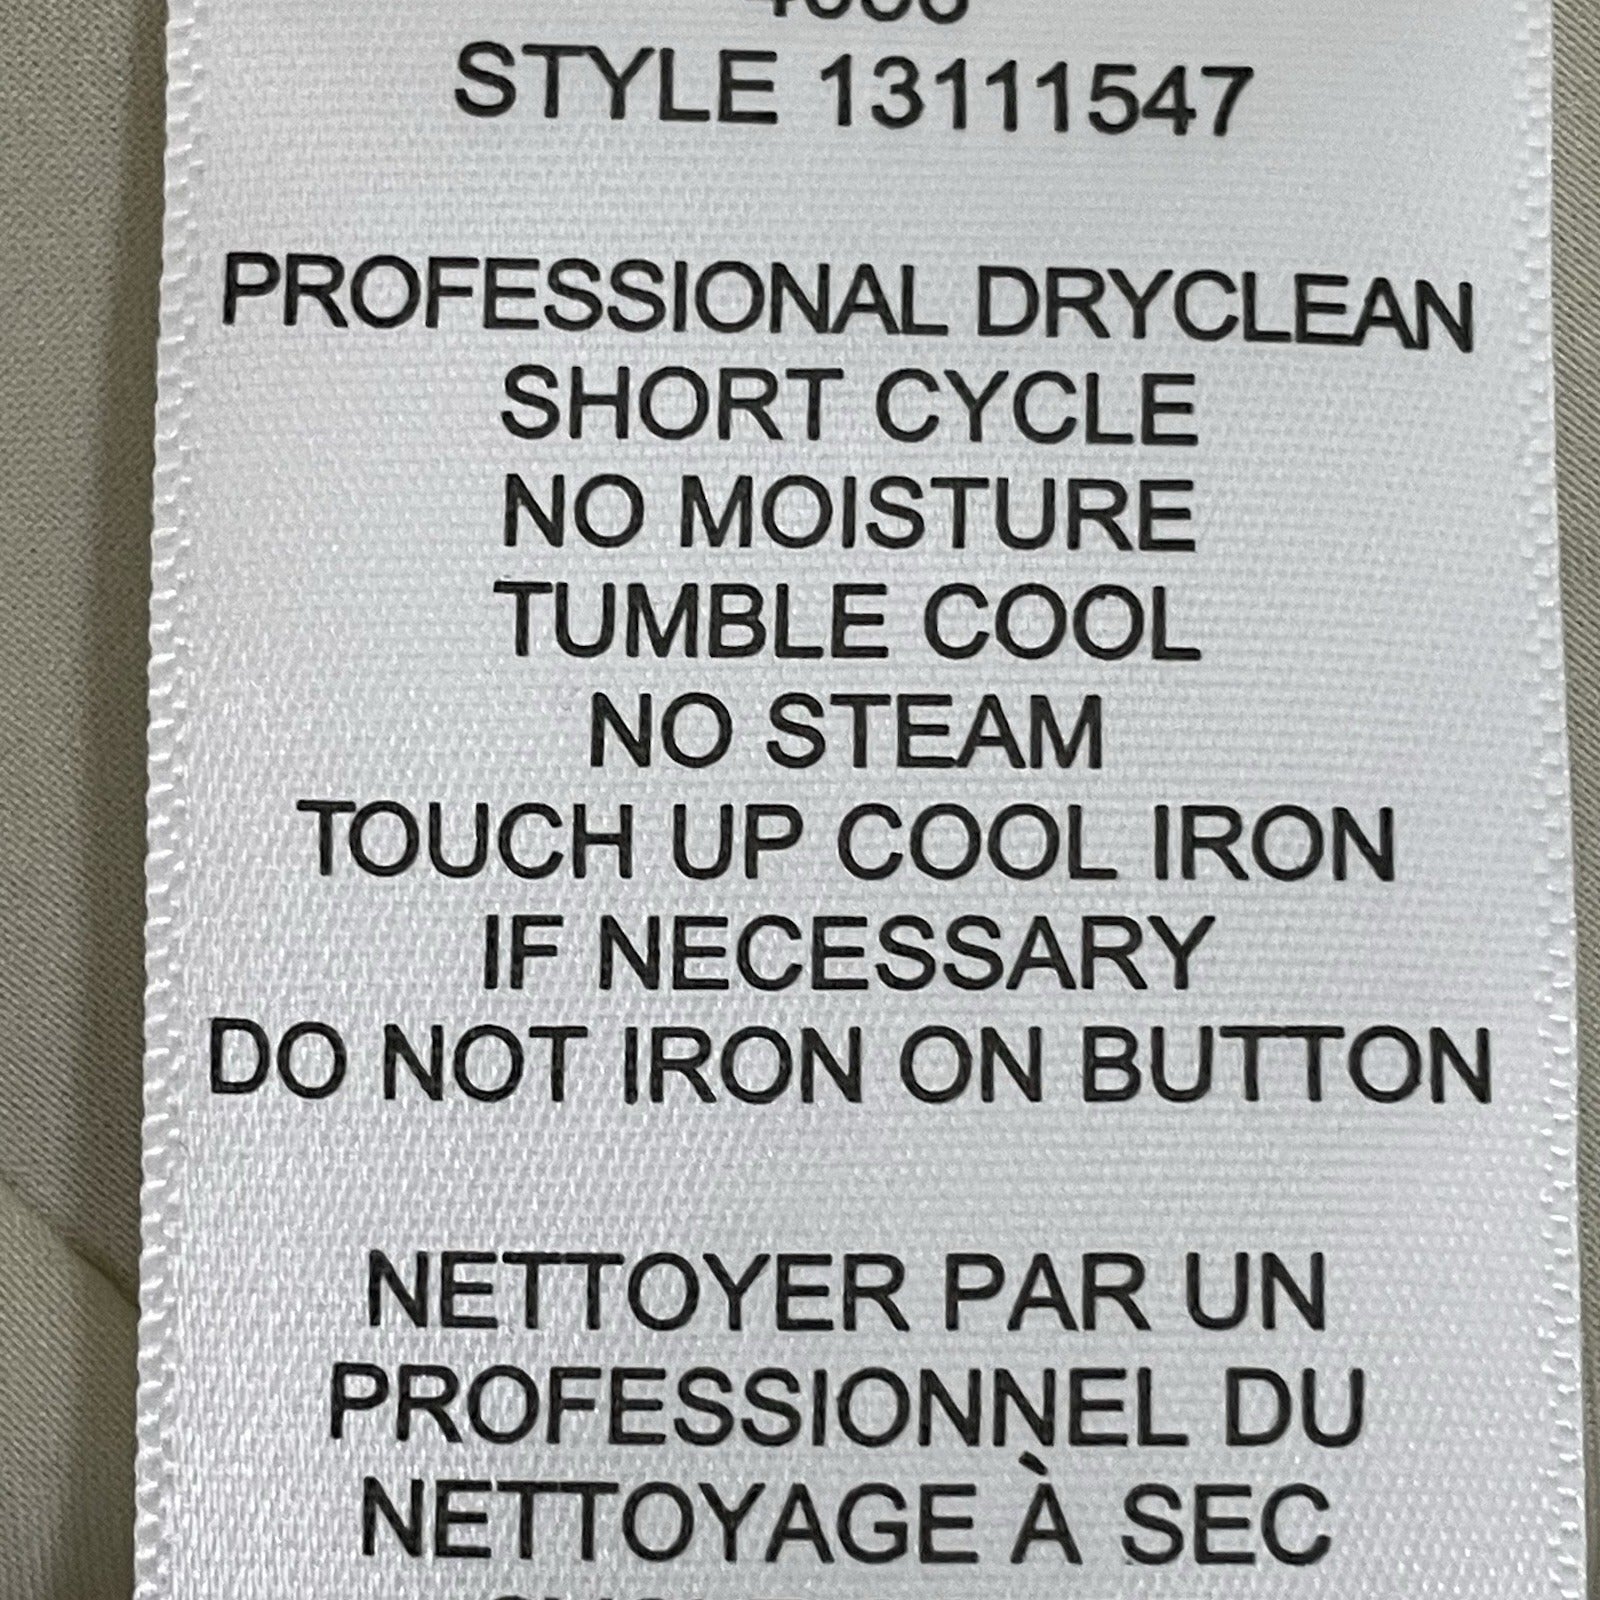 STYLE 13111547
PROFESSIONAL DRYCLEAN
SHORT CYCLE
NO MOISTURE
TUMBLE COOL
NO STEAM
TOUCH UP COOL IRON
IF NECESSARY
DO NOT IRON ON BUTTON
NETTOYER PAR UN
PROFESSIONNEL DU
NETTOYAGE À SEC